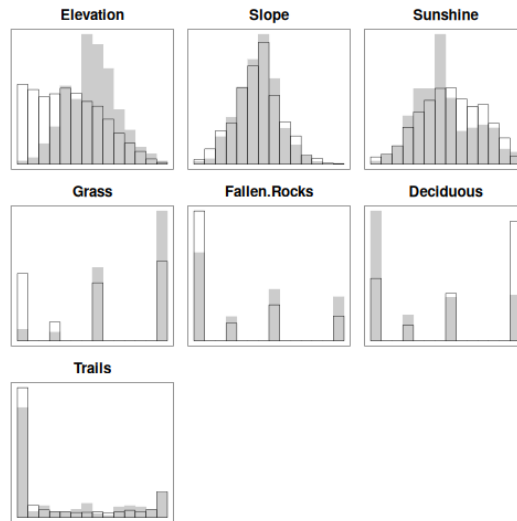 Elevation
Slope
Sunshine
Grass
Fallen.Rocks
Deciduous
Trails